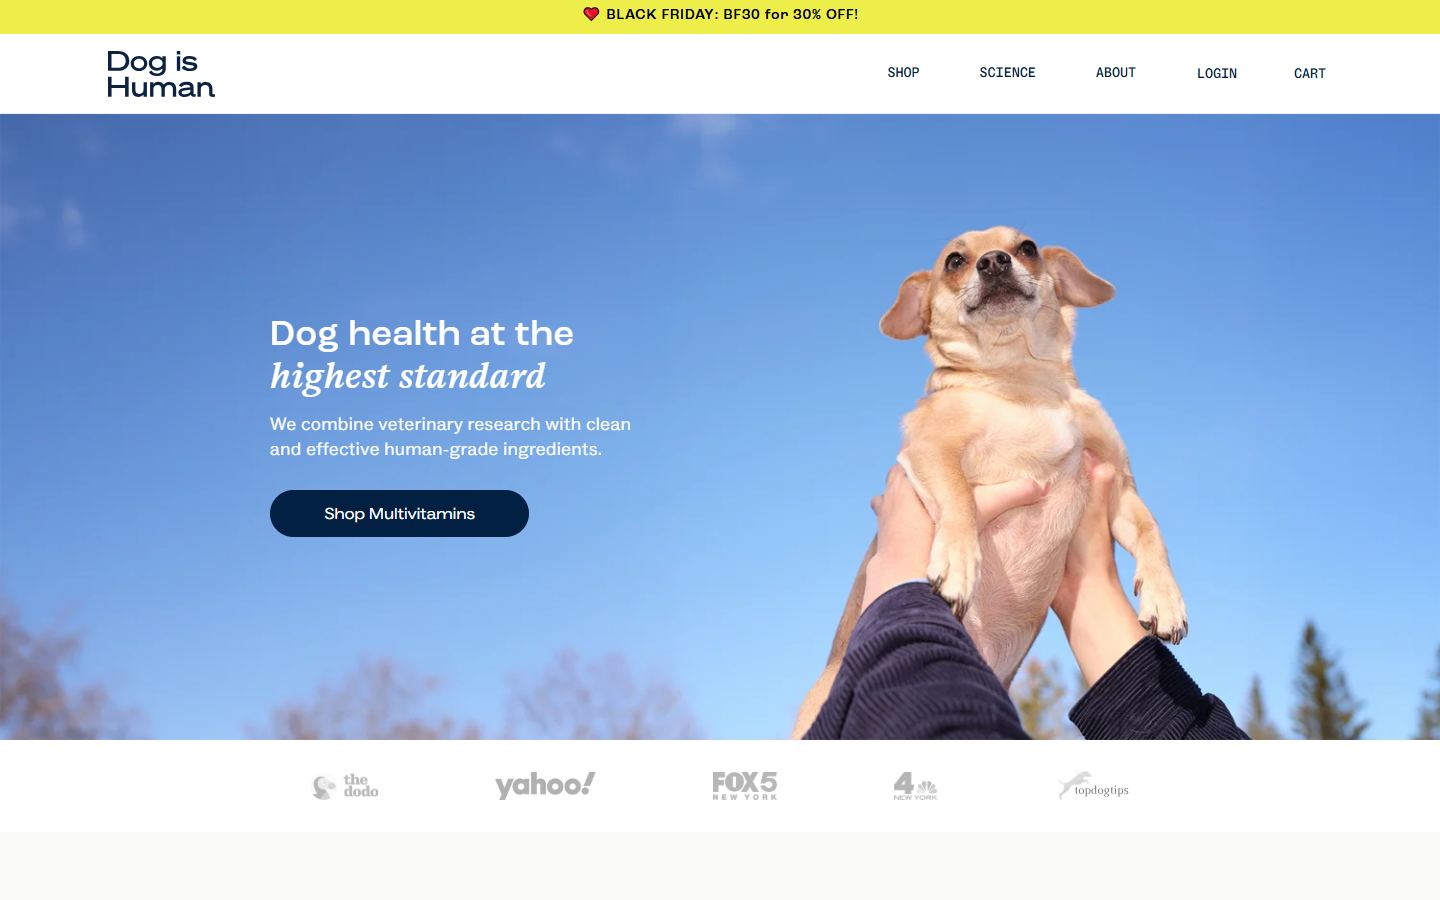 BLACK FRIDAY: BF30 for 30% OFF!
Dog is
Human
SHOP
SCIENCE
ABOUT
LOGIN
CART
Dog health at the
highest standard
We combine veterinary research with clean
and effective human-grade ingredients.
Shop Multivitamins
the
dodo
yahoo!
FOX 5
NEW YORK
4
NEW YORK
topdogtips